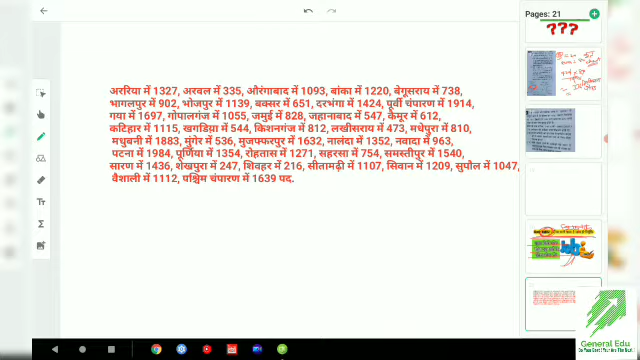 Pages: 21
???
अररिया में 1327, अरवल में 335, औरंगाबाद में 1093, बांका में 1220, बेगूसराय में 738,
भागलपुर में 902, भोजपुर में 1139, बक्सर में 651, दरभंगा में 1424, पूर्वी चंपारण में 1914,
गया में 1697, गोपालगंज में 1055, जमुई में 828, जहानाबाद में 547, कैमूर में 612,
कटिहार में 1115, खगडिय़ा में 544, किशनगंज में 812, लखीसराय में 473, मधेपुरा में 810,
मधुबनी में 1883, मुंगेर में 536, मुजफ्फरपुर में 1632, नालंदा में 1352, नवादा में 963,
पटना में 1984, पूर्णिया में 1354, रोहतास में 1271, सहरसा में 754, समस्तीपुर में 1540,
सारण में 1436, शेखपुरा में 247, शिवहर में 216, सीतामढ़ी में 1107, सिवान में 1209, सुपौल में 1047,
वैशाली में 1112, पश्चिम चंपारण में 1639 पद.
General Edu